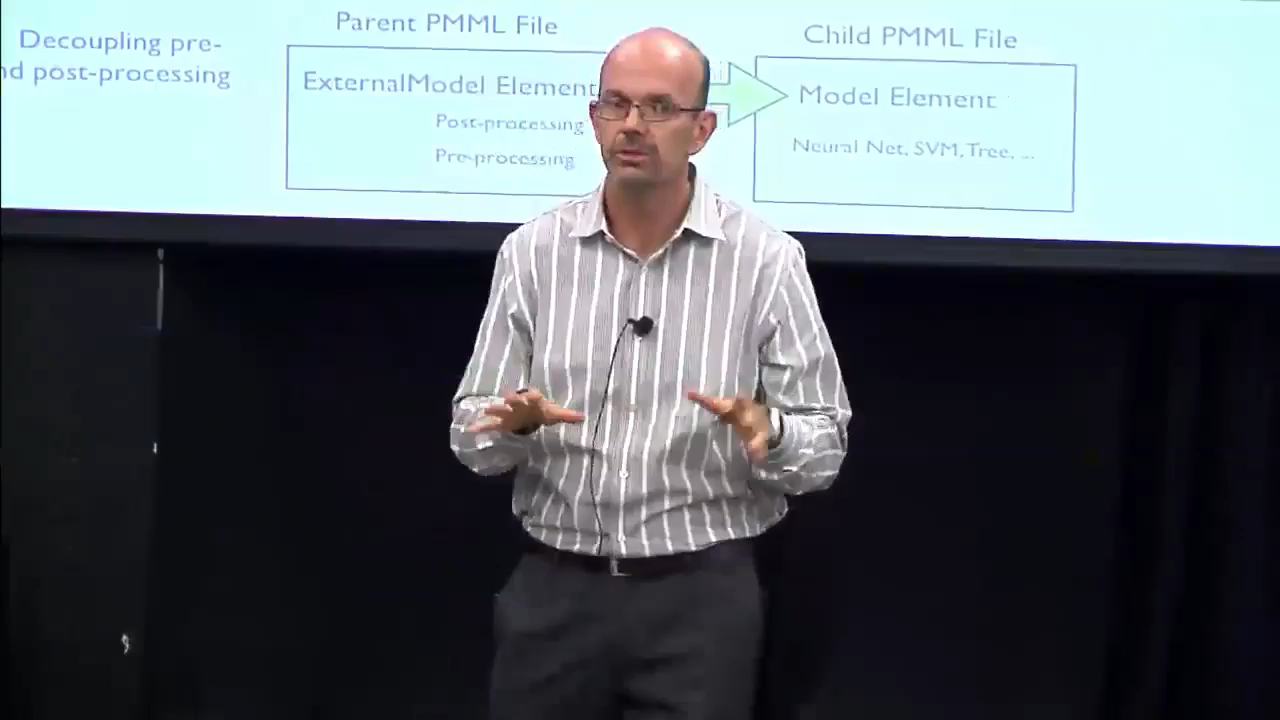 Decoupling pre-
nd post-processing
Parent PMML File
ExternalModel Element
Post-processing
Pre-processing
Child PMML File
Model Element
Neural Net, SVM, Tree, ...